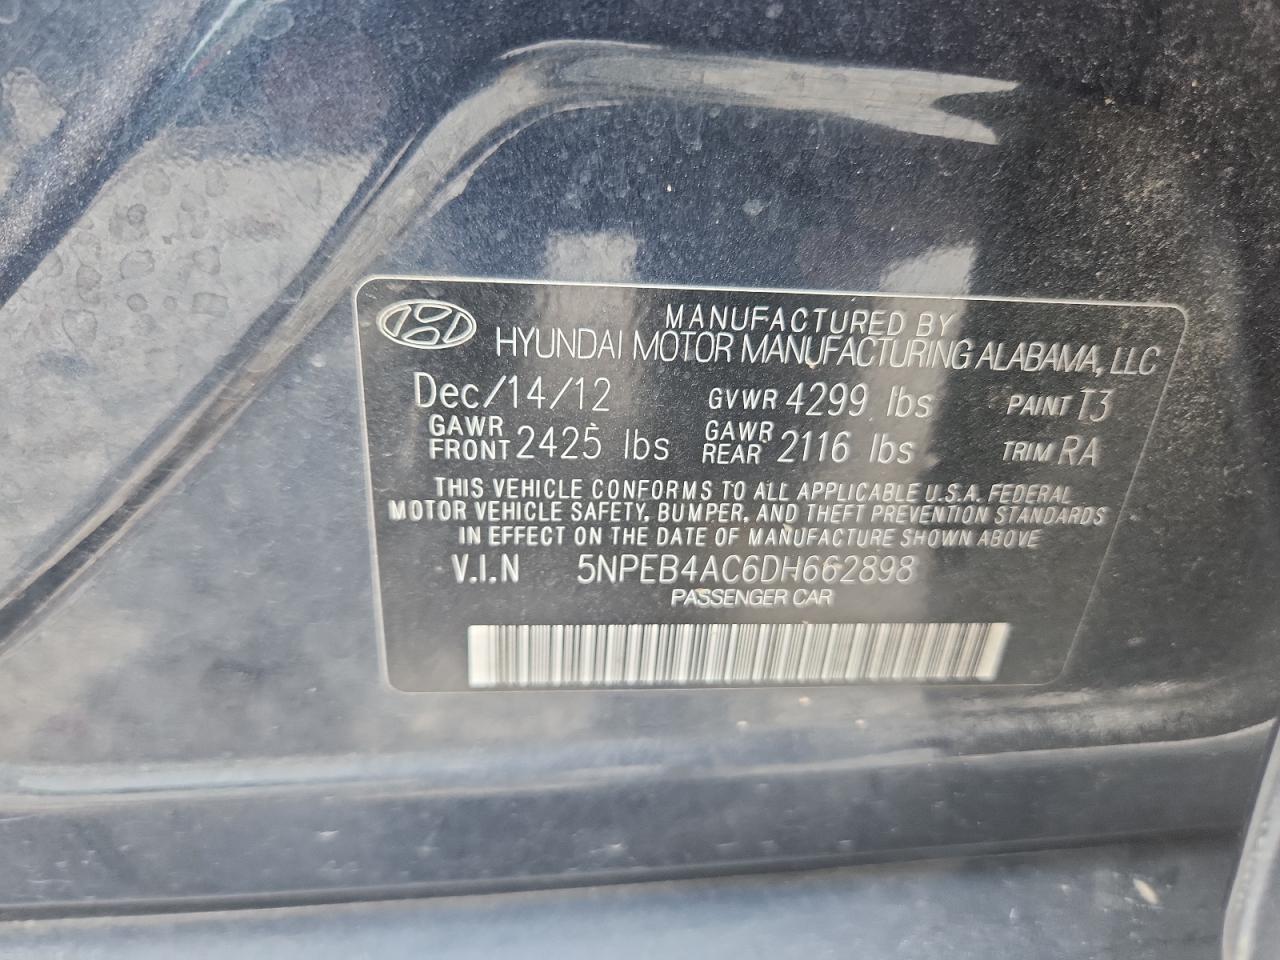 MANUFACTURED BY
HYUNDAI MOTOR MANUFACTURING ALABAMA, LLC
Dec/14/12 GVWR 4299 lbs PAINT T3
GAWR FRONT 2425 lbs GAWR REAR 2116 lbs TRIM RA
THIS VEHICLE CONFORMS TO ALL APPLICABLE U.S.A. FEDERAL
MOTOR VEHICLE SAFETY, BUMPER, AND THEFT PREVENTION STANDARDS
IN EFFECT ON THE DATE OF MANUFACTURE SHOWN ABOVE
V.I.N 5NPEB4AC6DH662898
PASSENGER CAR